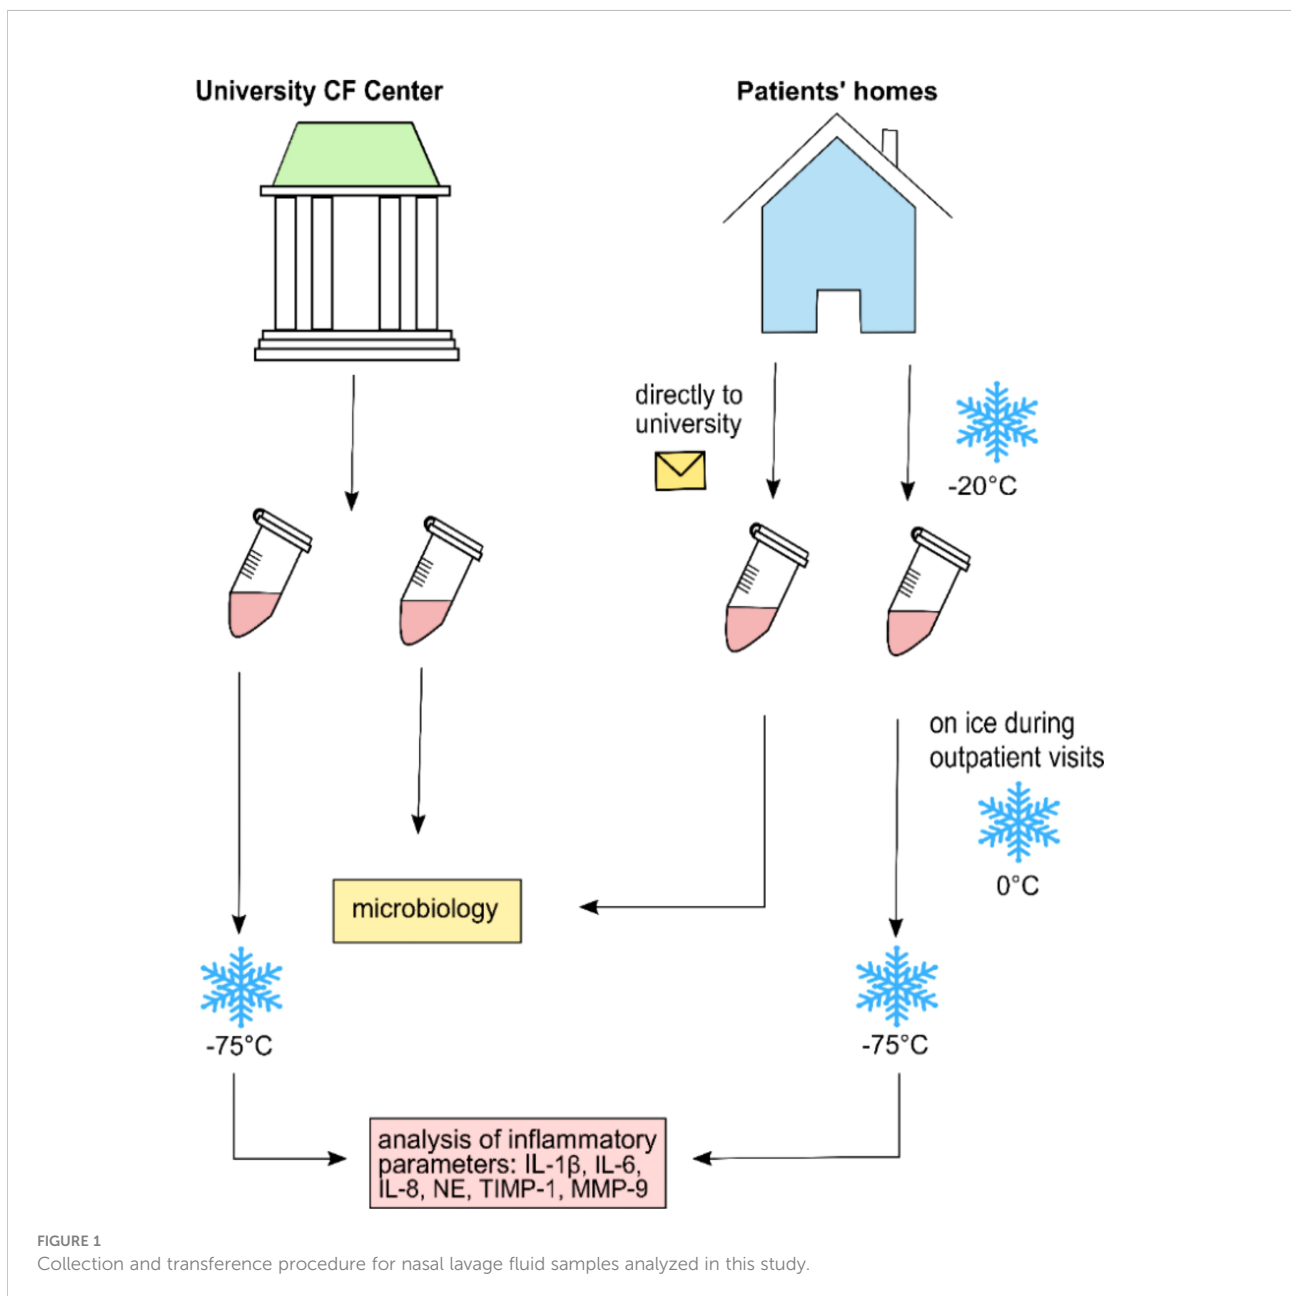 University CF Center
Patients' homes
directly to
university
-20°C
on ice during
outpatient visits
0°C
microbiology
-75°C
-75°C
analysis of inflammatory
parameters: IL-1β, IL-6,
IL-8, NE, TIMP-1, MMP-9
FIGURE 1
Collection and transference procedure for nasal lavage fluid samples analyzed in this study.